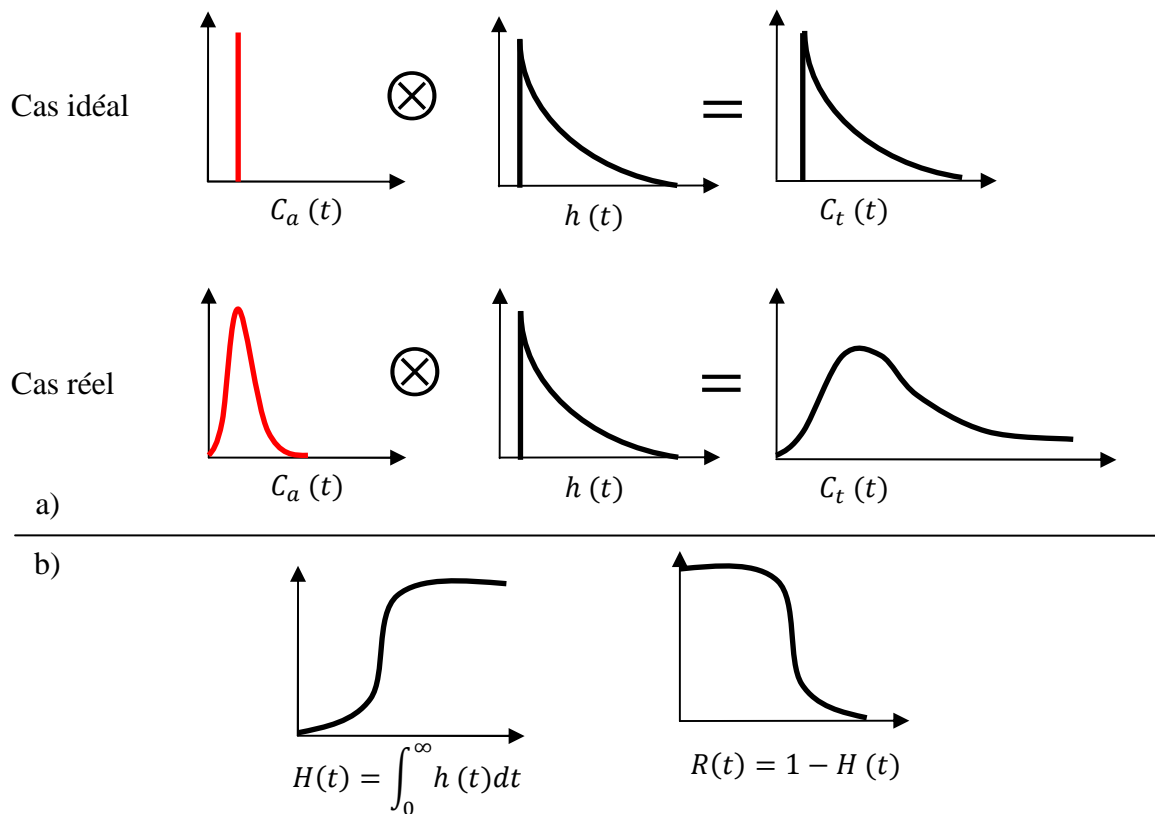 Cas idéal
⊗
=
C_a (t)
h (t)
C_t (t)
Cas réel
⊗
=
C_a (t)
h (t)
C_t (t)
a)
b)
H(t) = ∫_0^∞ h (t)dt
R(t) = 1 − H (t)